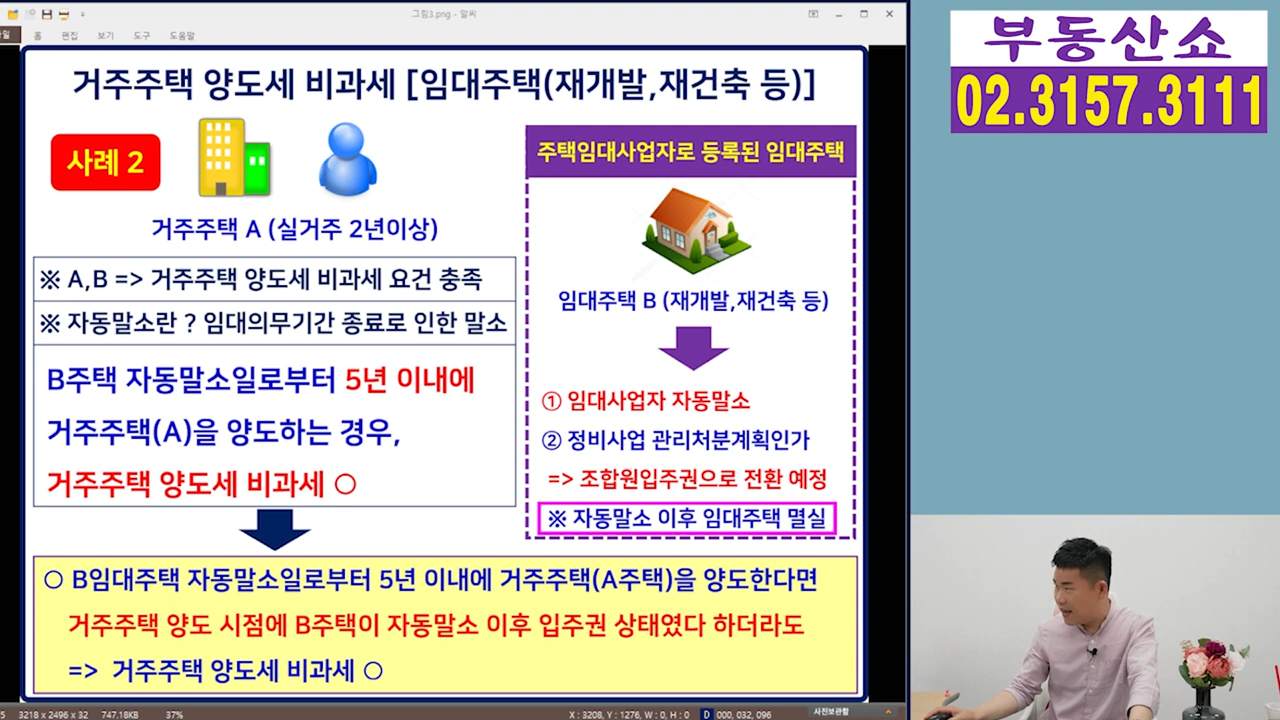 그림3.png - 알씨
홈 편집 보기 도구 도움말
부동산쇼
02.3157.3111
거주주택 양도세 비과세 [임대주택(재개발,재건축 등)]
사례 2
거주주택 A (실거주 2년이상)
※ A,B => 거주주택 양도세 비과세 요건 충족
※ 자동말소란 ? 임대의무기간 종료로 인한 말소
B주택 자동말소일로부터 5년 이내에
거주주택(A)을 양도하는 경우,
거주주택 양도세 비과세 ○
주택임대사업자로 등록된 임대주택
임대주택 B (재개발,재건축 등)
① 임대사업자 자동말소
② 정비사업 관리처분계획인가
=> 조합원입주권으로 전환 예정
※ 자동말소 이후 임대주택 멸실
○ B임대주택 자동말소일로부터 5년 이내에 거주주택(A주택)을 양도한다면
거주주택 양도 시점에 B주택이 자동말소 이후 입주권 상태였다 하더라도
=> 거주주택 양도세 비과세 ○
5 3218 x 2496 x 32 747.18KB 37% X : 3208, Y : 1276, W : 0, H : 0 D 000, 032, 096 사진보관함